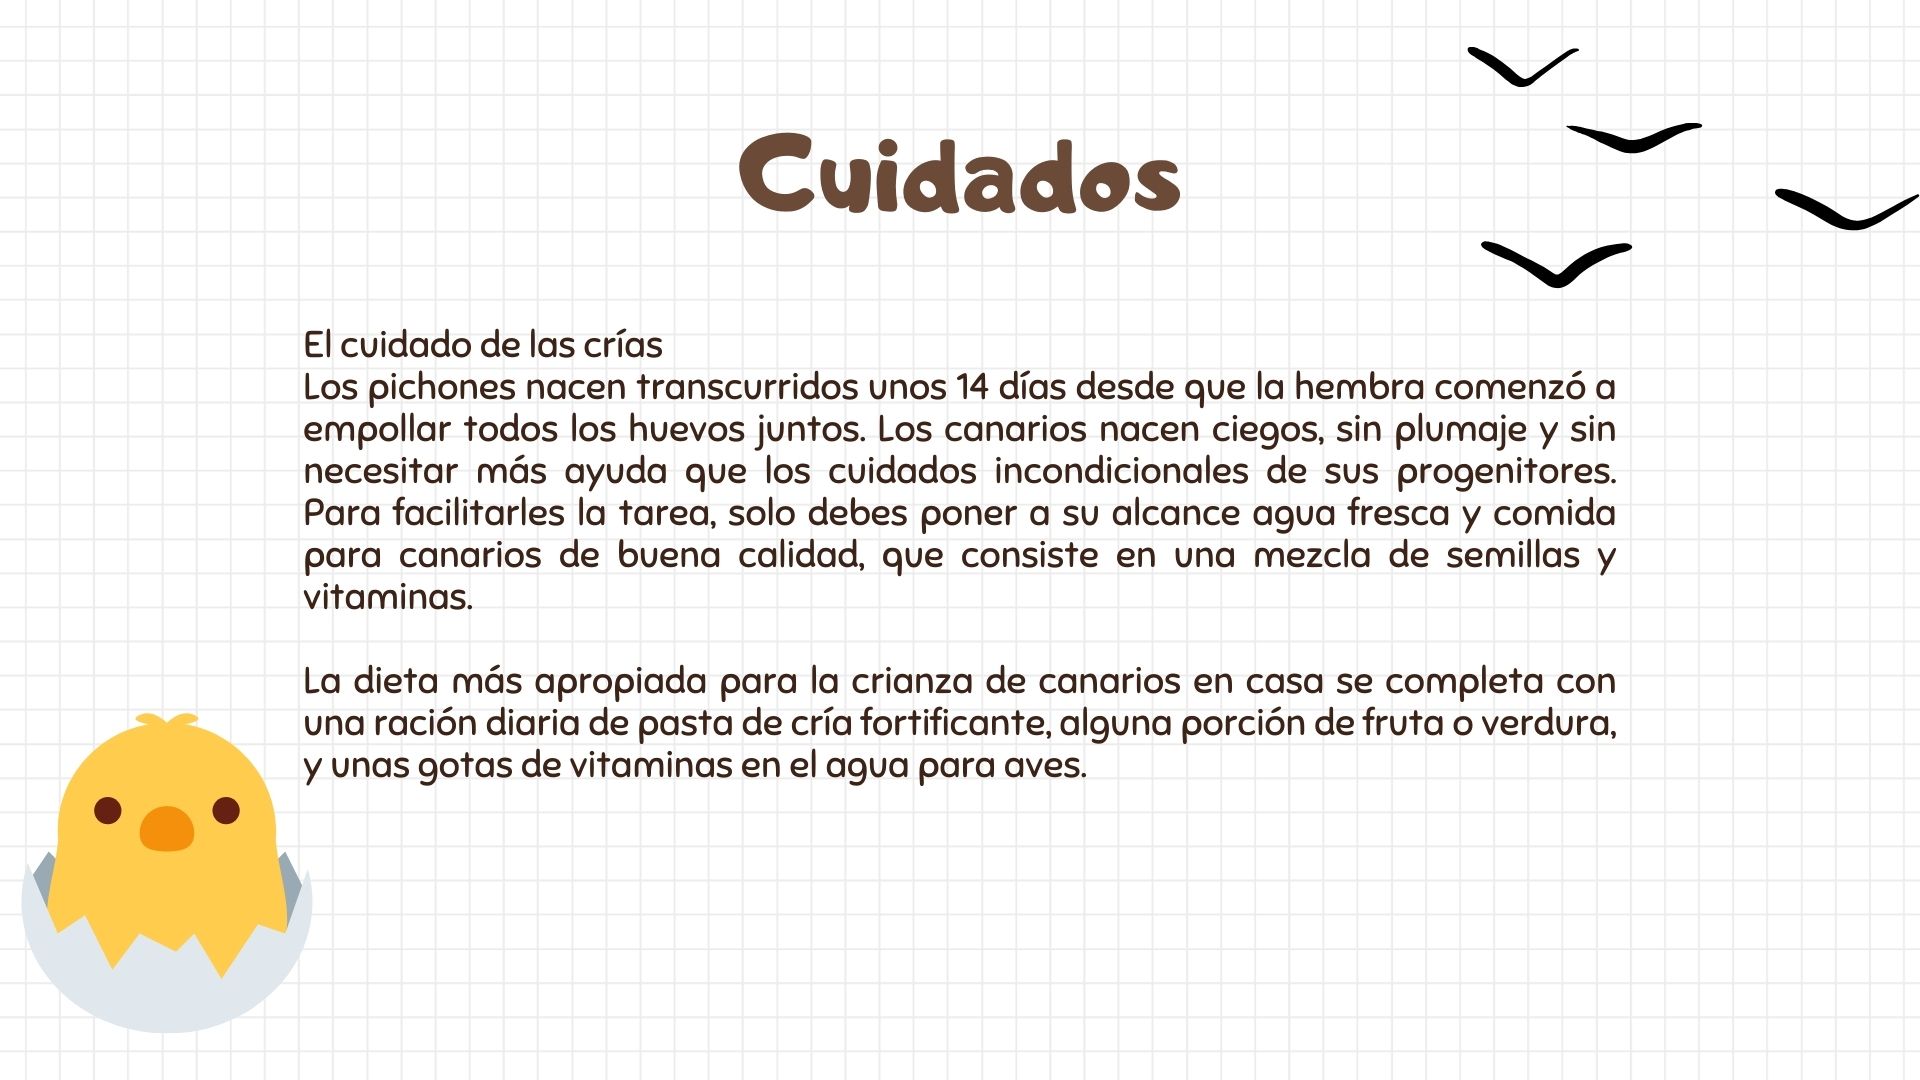 Cuidados
El cuidado de las crías
Los pichones nacen transcurridos unos 14 días desde que la hembra comenzó a
empollar todos los huevos juntos. Los canarios nacen ciegos, sin plumaje y sin
necesitar más ayuda que los cuidados incondicionales de sus progenitores.
Para facilitarles la tarea, solo debes poner a su alcance agua fresca y comida
para canarios de buena calidad, que consiste en una mezcla de semillas y
vitaminas.
La dieta más apropiada para la crianza de canarios en casa se completa con
una ración diaria de pasta de cría fortificante, alguna porción de fruta o verdura,
y unas gotas de vitaminas en el agua para aves.